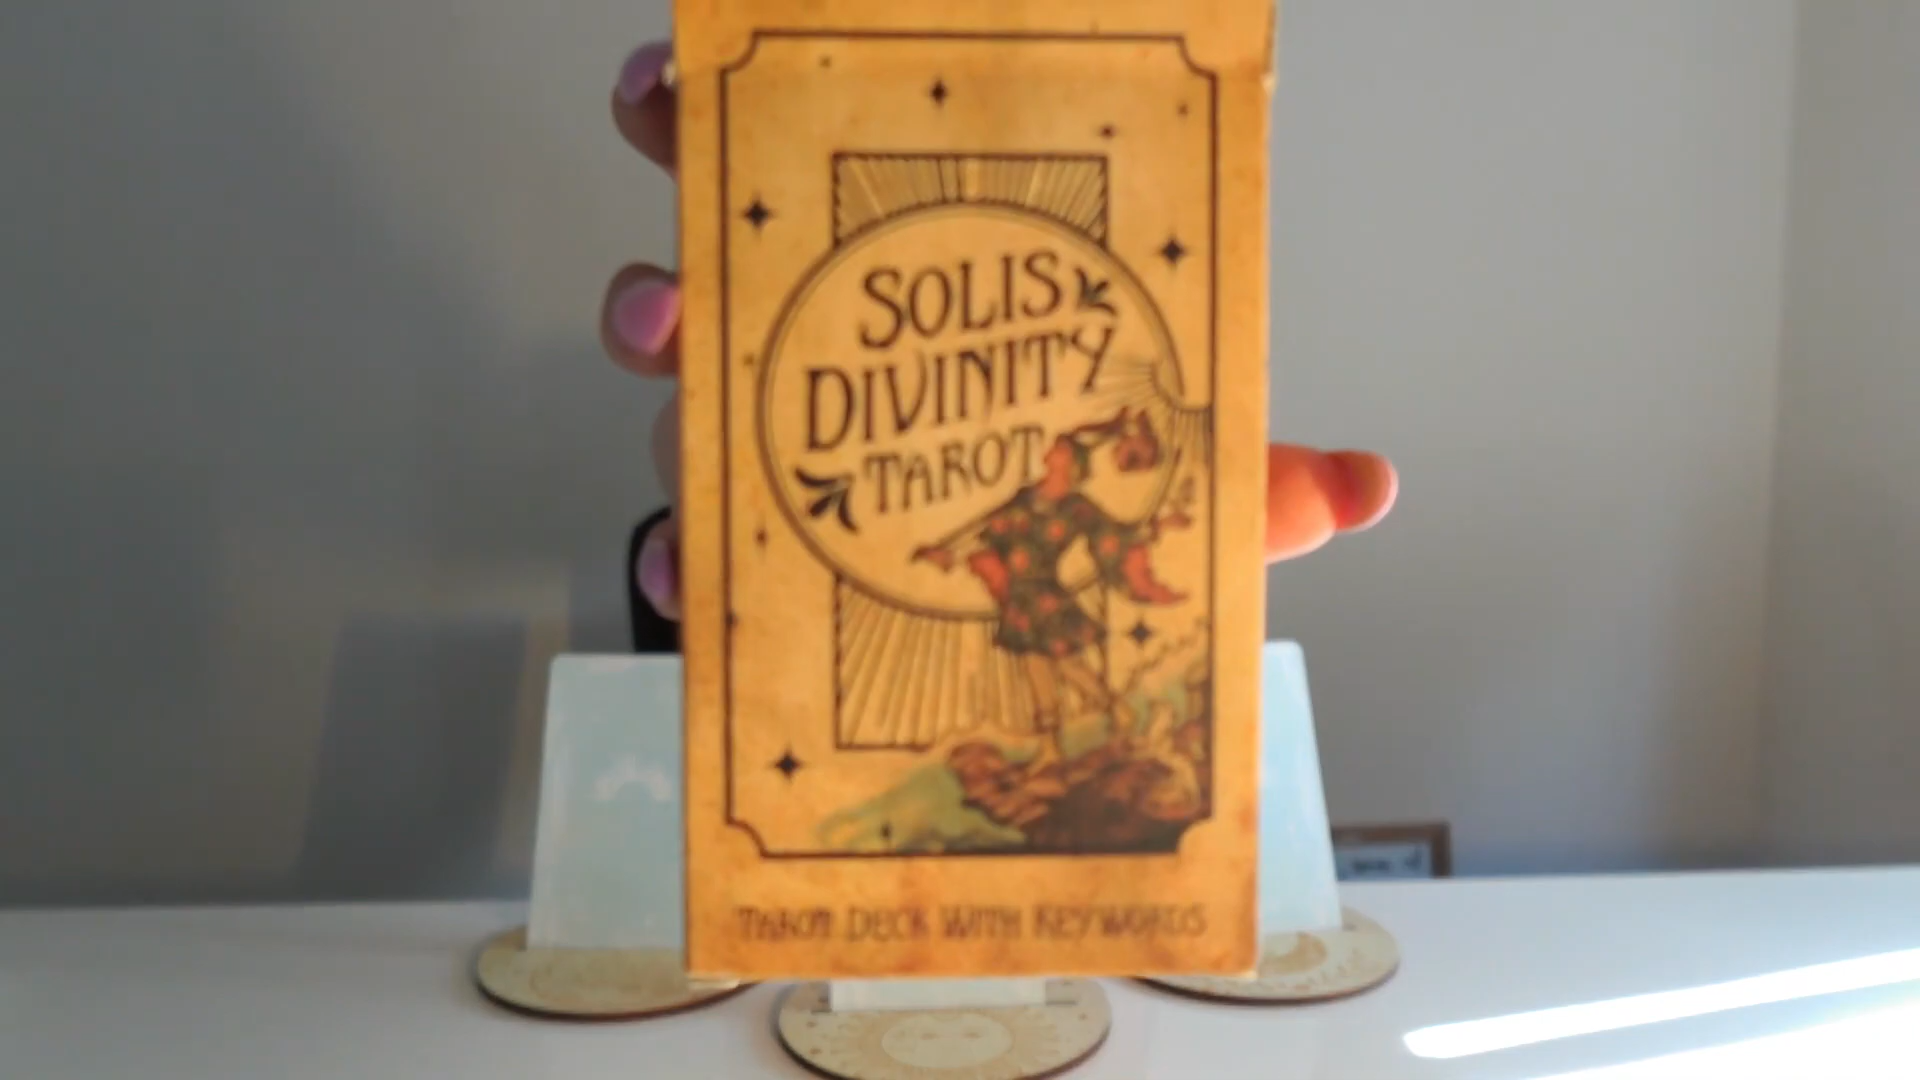 SOLIS
DIVINITY
TAROT
TAROT DECK WITH KEYWORDS